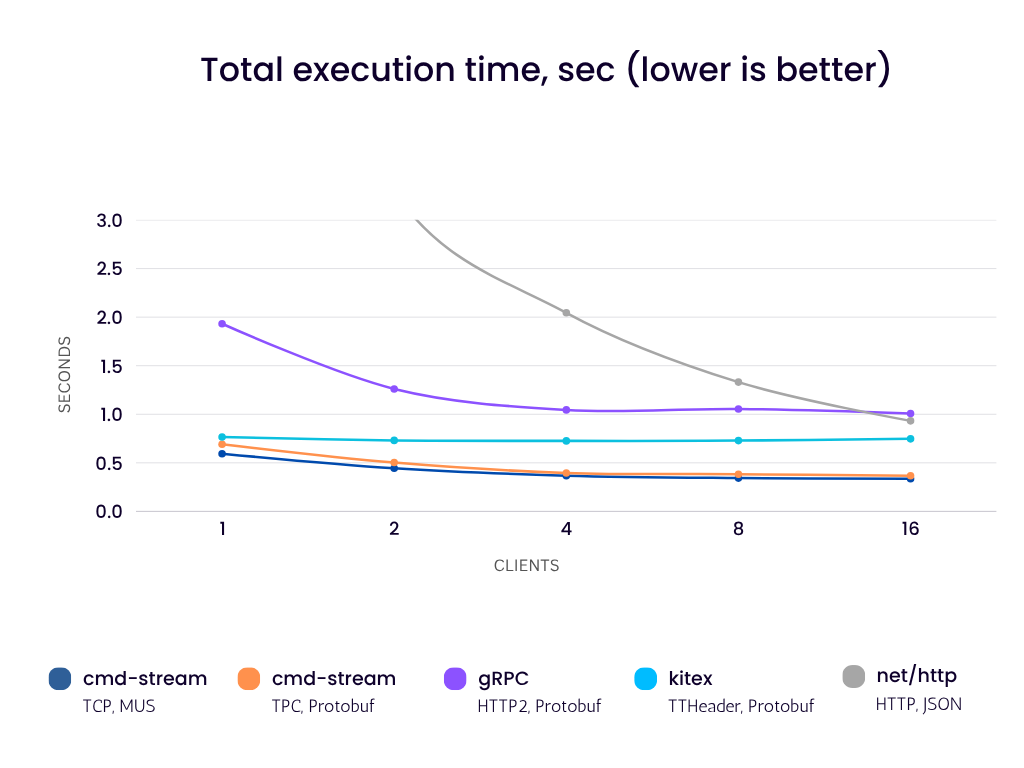 Total execution time, sec (lower is better)
3.0
2.5
2.0
1.5
1.0
0.5
0.0
SECONDS
1 2 4 8 16
CLIENTS
cmd-stream cmd-stream gRPC kitex net/http
TCP, MUS TPC, Protobuf HTTP2, Protobuf TTHeader, Protobuf HTTP, JSON